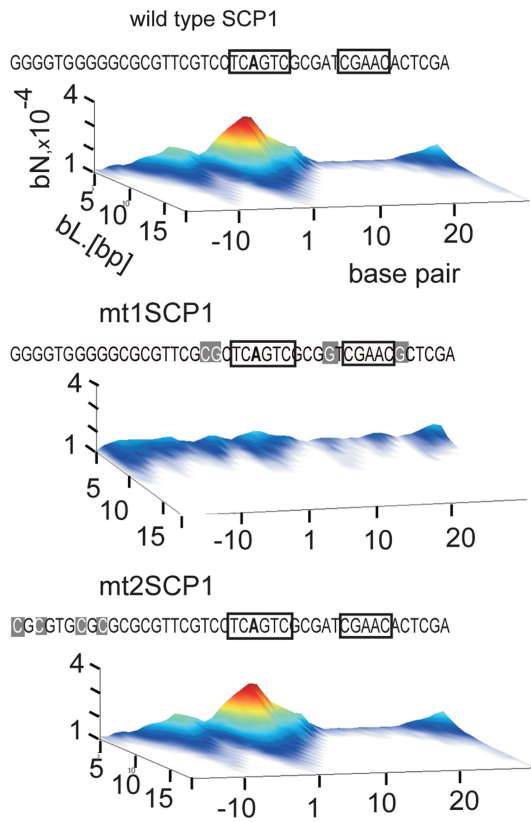 wild type SCP1
GGGGTGGGGGCGCGTTCGTCCTCAGTCGCGATCGAACACTCGA
4
bN,x10-4
1
5
10
15
bL.[bp]
-10 1 10 20
base pair
mt1SCP1
GGGGTGGGGGCGCGTTCGCGCTCAGTCGCGGTCGAACGCTCGA
4
1
5
10
15
-10 1 10 20
mt2SCP1
CGCGTGCGCGCGCGTTCGTCCTCAGTCGCGATCGAACACTCGA
4
1
5
10
15
-10 1 10 20